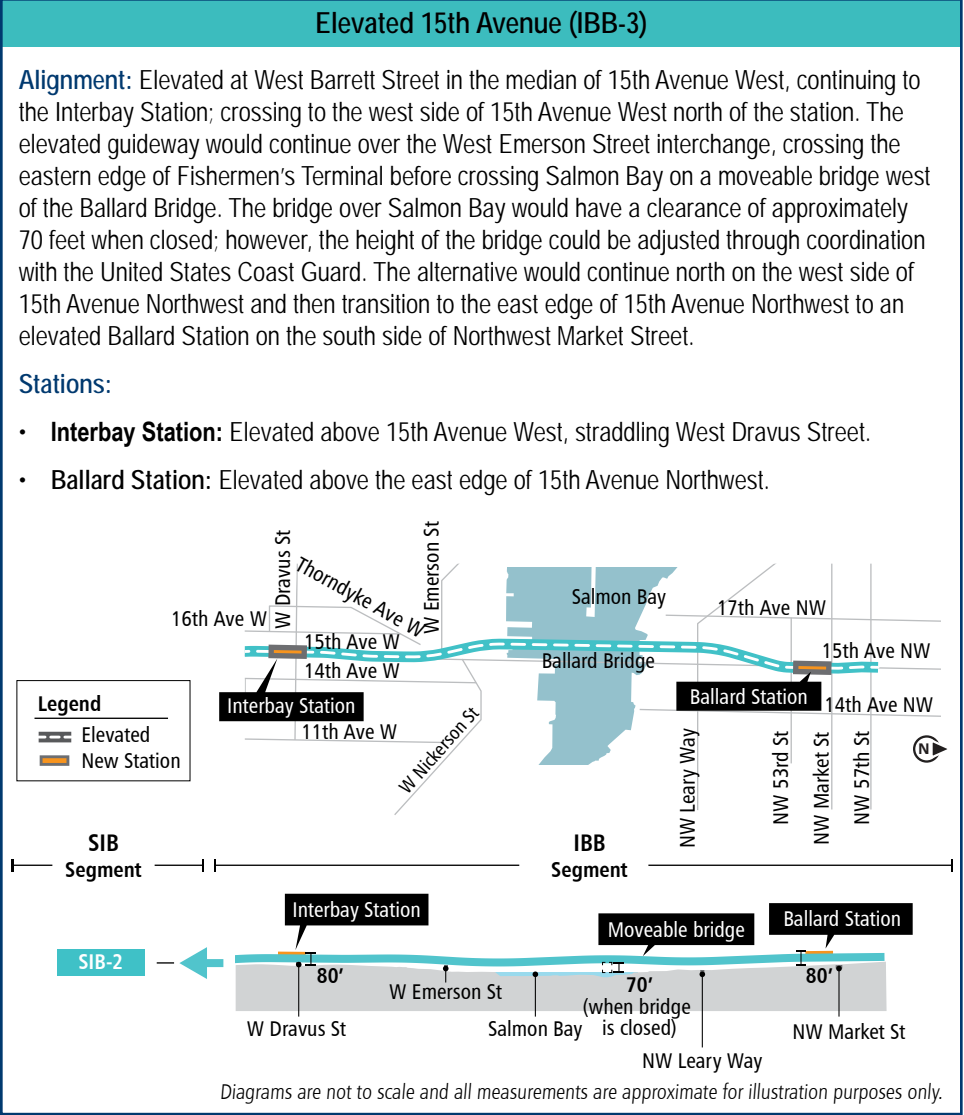 Elevated 15th Avenue (IBB-3)
Alignment: Elevated at West Barrett Street in the median of 15th Avenue West, continuing to
the Interbay Station; crossing to the west side of 15th Avenue West north of the station. The
elevated guideway would continue over the West Emerson Street interchange, crossing the
eastern edge of Fishermen's Terminal before crossing Salmon Bay on a moveable bridge west
of the Ballard Bridge. The bridge over Salmon Bay would have a clearance of approximately
70 feet when closed; however, the height of the bridge could be adjusted through coordination
with the United States Coast Guard. The alternative would continue north on the west side of
15th Avenue Northwest and then transition to the east edge of 15th Avenue Northwest to an
elevated Ballard Station on the south side of Northwest Market Street.
Stations:
• Interbay Station: Elevated above 15th Avenue West, straddling West Dravus Street.
• Ballard Station: Elevated above the east edge of 15th Avenue Northwest.
W Dravus St
Thorndyke Ave W
W Emerson St
Salmon Bay
17th Ave NW
16th Ave W
15th Ave W
15th Ave NW
Ballard Bridge
14th Ave W
Interbay Station
Ballard Station
14th Ave NW
11th Ave W
W Nickerson St
NW Leary Way
NW 53rd St
NW Market St
NW 57th St
N
Legend
Elevated
New Station
SIB
Segment
IBB
Segment
Interbay Station
Moveable bridge
Ballard Station
SIB-2
80'
W Emerson St
70'
(when bridge
is closed)
80'
W Dravus St
Salmon Bay
NW Leary Way
NW Market St
Diagrams are not to scale and all measurements are approximate for illustration purposes only.